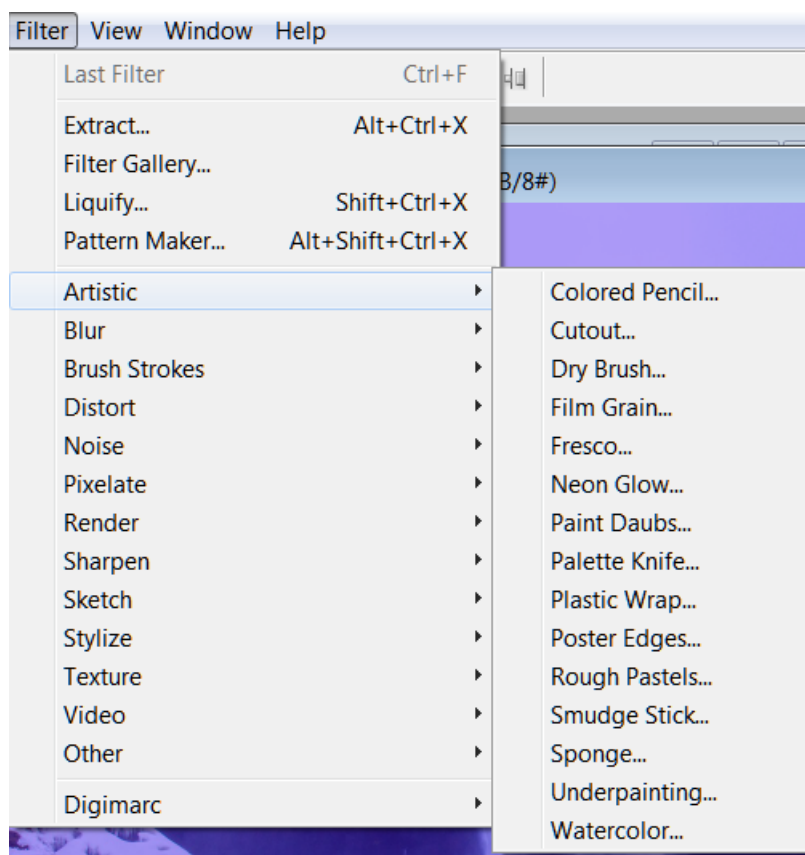 Filter View Window Help
Last Filter Ctrl+F
Extract... Alt+Ctrl+X
Filter Gallery...
Liquify... Shift+Ctrl+X
Pattern Maker... Alt+Shift+Ctrl+X
Artistic
Blur
Brush Strokes
Distort
Noise
Pixelate
Render
Sharpen
Sketch
Stylize
Texture
Video
Other
Digimarc
/8#)
Colored Pencil...
Cutout...
Dry Brush...
Film Grain...
Fresco...
Neon Glow...
Paint Daubs...
Palette Knife...
Plastic Wrap...
Poster Edges...
Rough Pastels...
Smudge Stick...
Sponge...
Underpainting...
Watercolor...